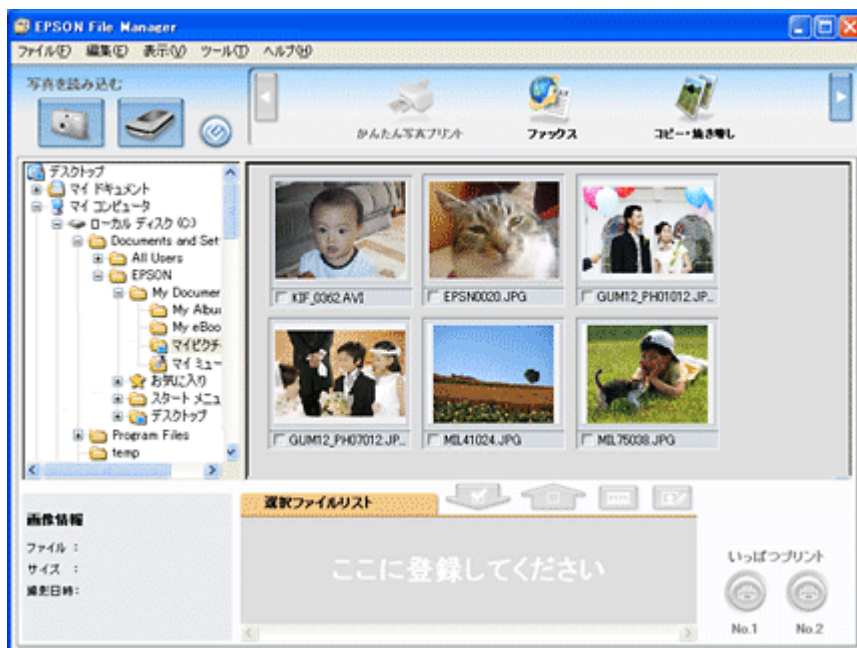 EPSON File Manager
ファイル(F) 編集(E) 表示(V) ツール(T) ヘルプ(H)
写真を読み込む
かんたん写真プリント ファックス コピー・焼き増し
デスクトップ
マイ ドキュメント
マイ コンピュータ
ローカル ディスク (C:)
Documents and Set
All Users
EPSON
My Documer
My Albu
My eBoo
マイピクチ
マイ ミュー
お気に入り
スタート メニュ
デスクトップ
Program Files
temp
KIF_0362.AVI EPSN0020.JPG GUM12_PH01012.JP...
GUM12_PH07012.JP... MIL41024.JPG MIL75038.JPG
画像情報
ファイル :
サイズ :
撮影日時:
選択ファイルリスト
ここに登録してください
いっぱつプリント
No.1 No.2